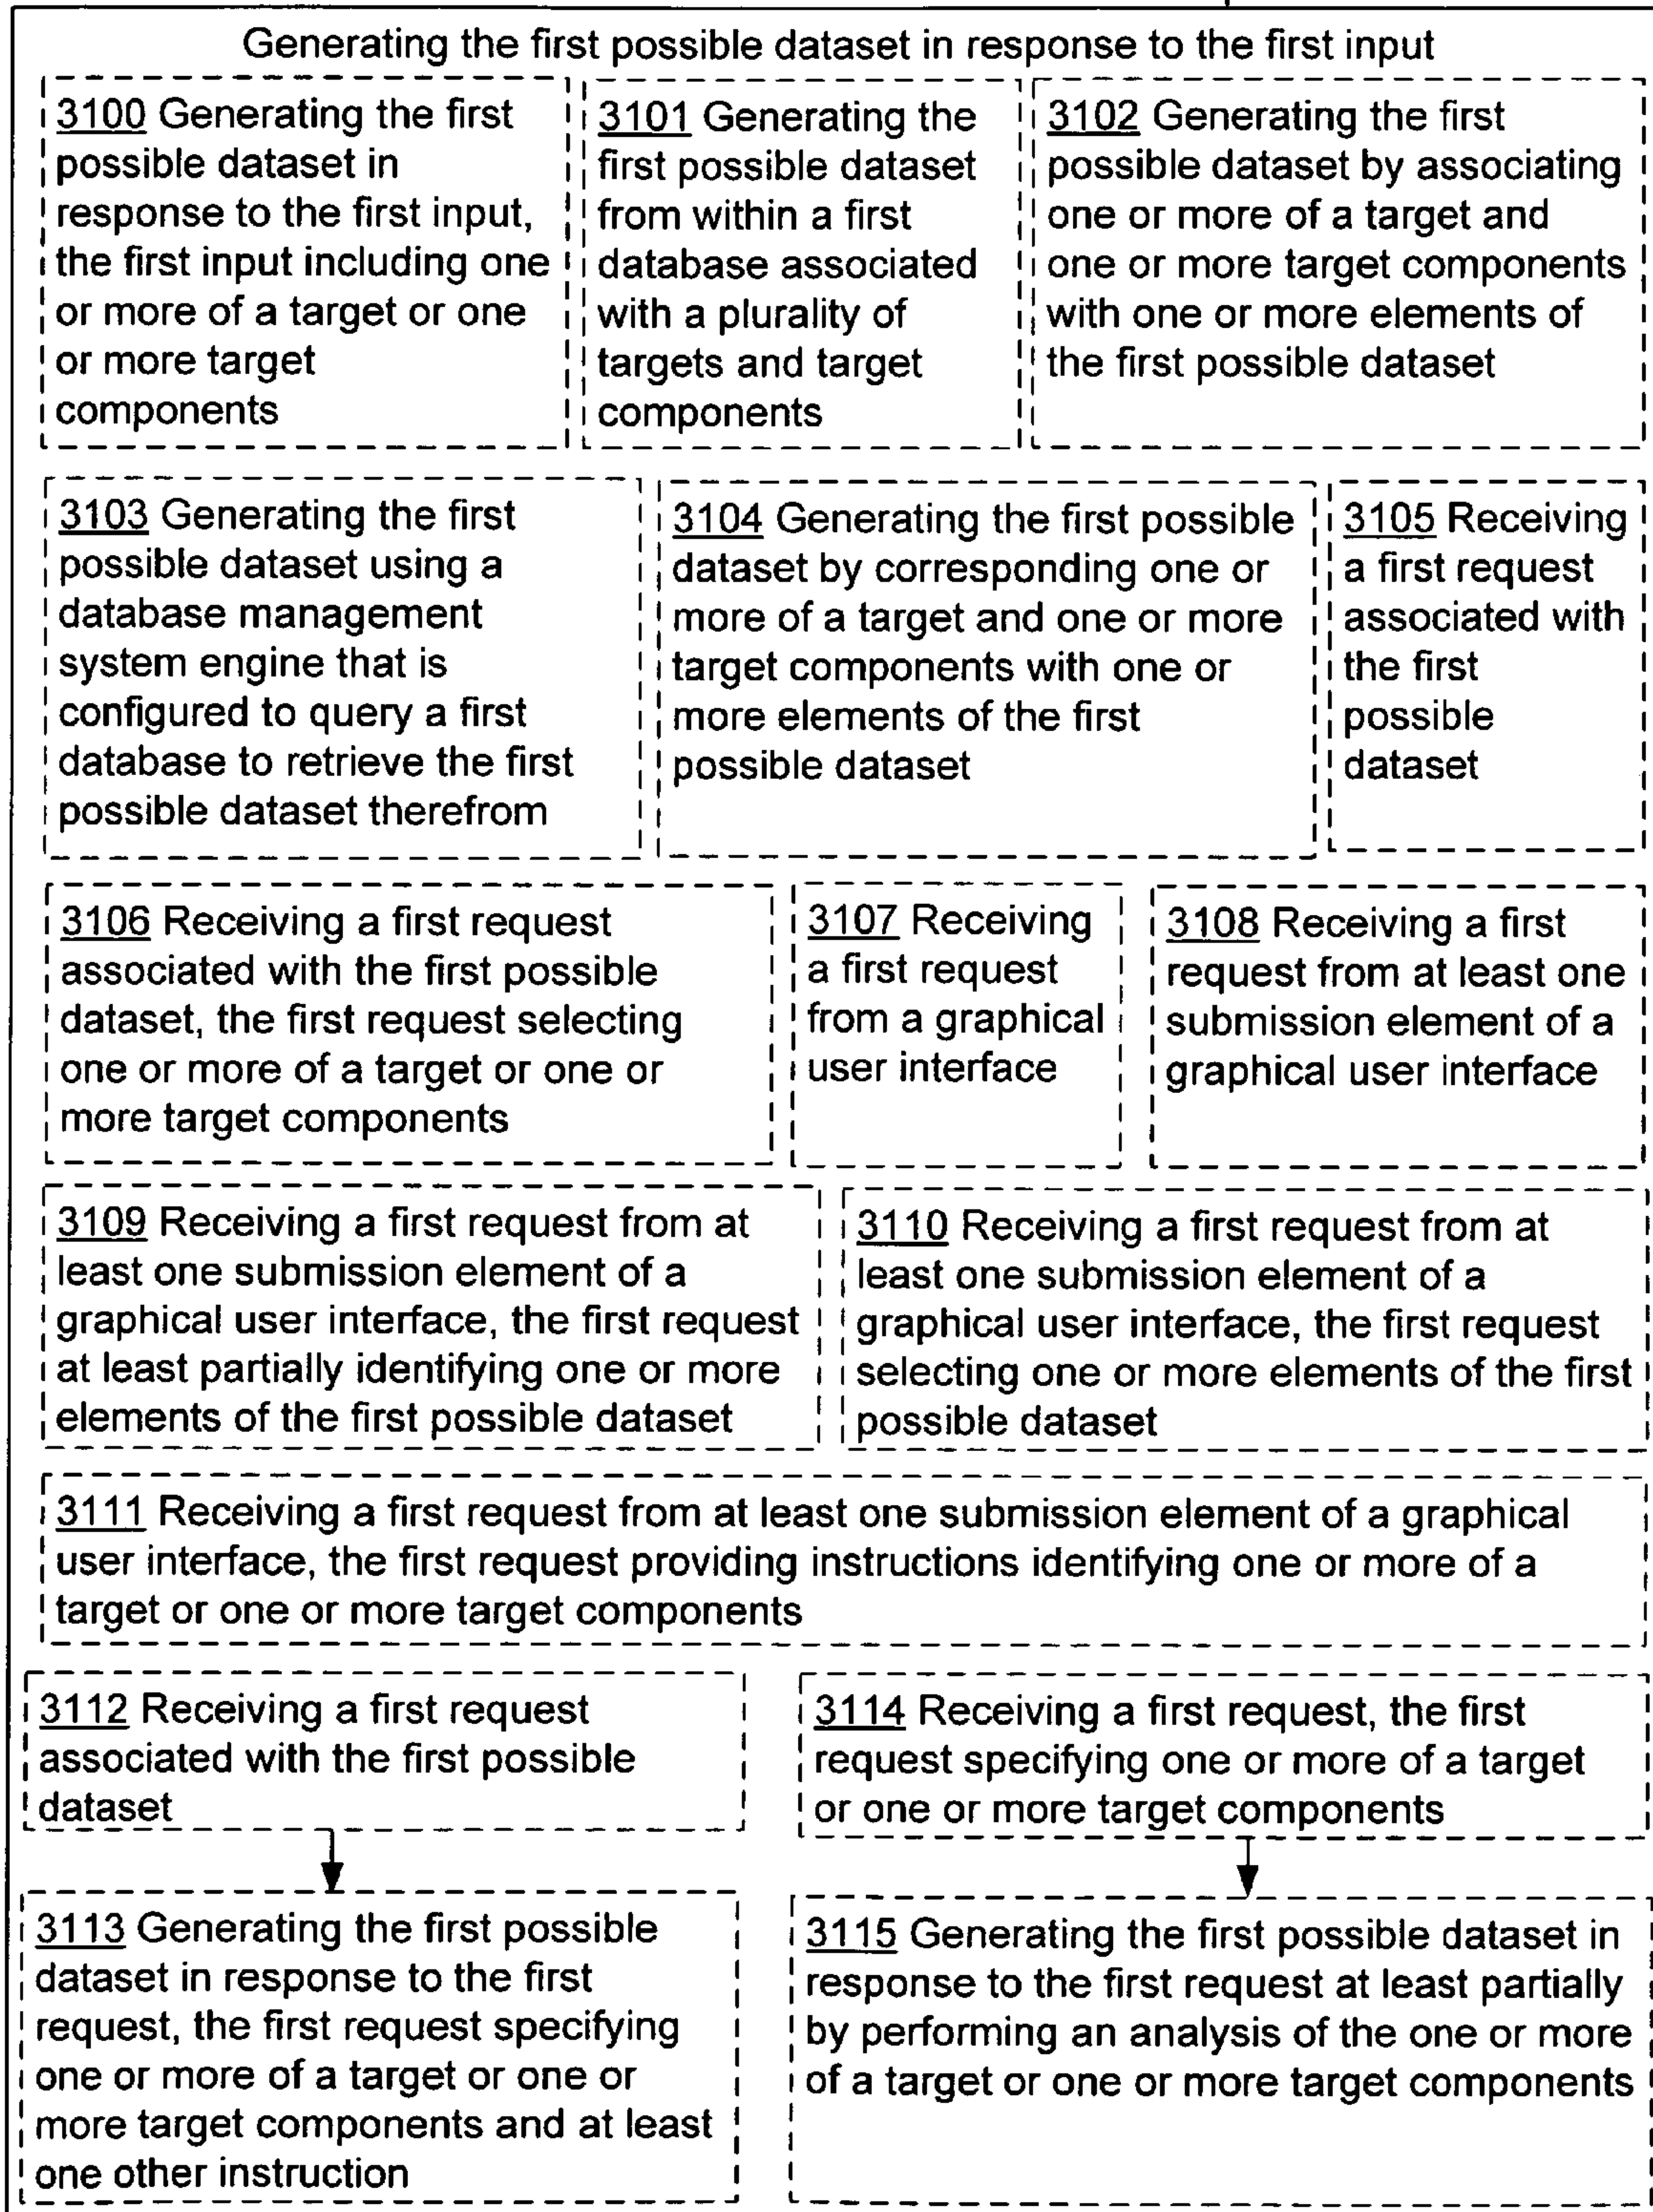 Generating the first possible dataset in response to the first input
3100 Generating the first
possible dataset in
response to the first input,
the first input including one
or more of a target or one
or more target
components
3101 Generating the
first possible dataset
from within a first
database associated
with a plurality of
targets and target
components
3102 Generating the first
possible dataset by associating
one or more of a target and
one or more target components
with one or more elements of
the first possible dataset
3103 Generating the first
possible dataset using a
database management
system engine that is
configured to query a first
database to retrieve the first
possible dataset therefrom
3104 Generating the first possible
dataset by corresponding one or
more of a target and one or more
target components with one or
more elements of the first
possible dataset
3105 Receiving
a first request
associated with
the first
possible
dataset
3106 Receiving a first request
associated with the first possible
dataset, the first request selecting
one or more of a target or one or
more target components
3107 Receiving
a first request
from a graphical
user interface
3108 Receiving a first
request from at least one
submission element of a
graphical user interface
3109 Receiving a first request from at
least one submission element of a
graphical user interface, the first request
at least partially identifying one or more
elements of the first possible dataset
3110 Receiving a first request from at
least one submission element of a
graphical user interface, the first request
selecting one or more elements of the first
possible dataset
3111 Receiving a first request from at least one submission element of a graphical
user interface, the first request providing instructions identifying one or more of a
target or one or more target components
3112 Receiving a first request
associated with the first possible
dataset
3113 Generating the first possible
dataset in response to the first
request, the first request specifying
one or more of a target or one or
more target components and at least
one other instruction
3114 Receiving a first request, the first
request specifying one or more of a target
or one or more target components
3115 Generating the first possible dataset in
response to the first request at least partially
by performing an analysis of the one or more
of a target or one or more target components